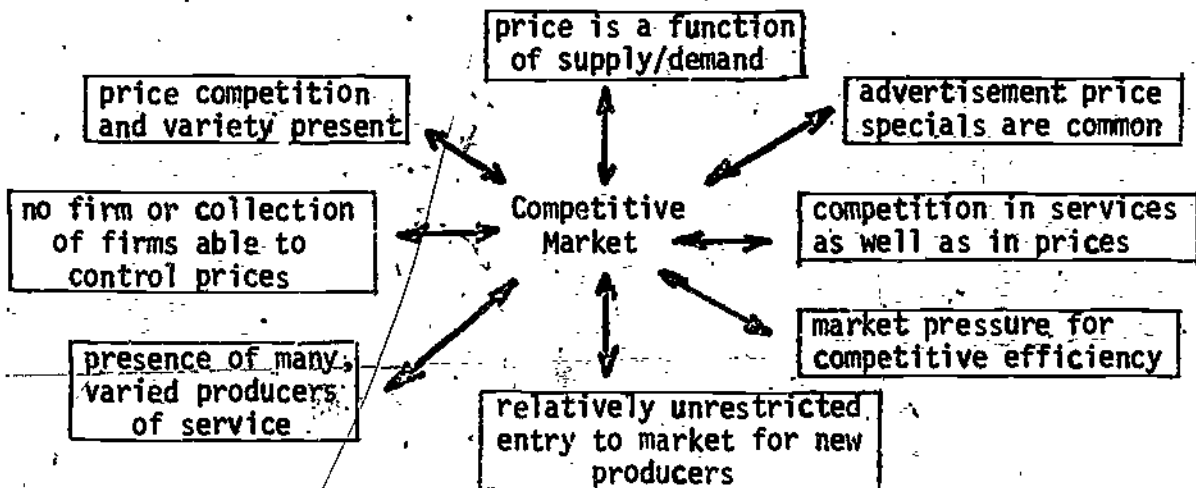 price is a function
of supply/demand
price competition
and variety present
advertisement price
specials are common
no firm or collection
of firms able to
control prices
Competitive
Market
competition in services
as well as in prices
presence of many,
varied producers
of service
market pressure for
competitive efficiency
relatively unrestricted
entry to market for new
producers